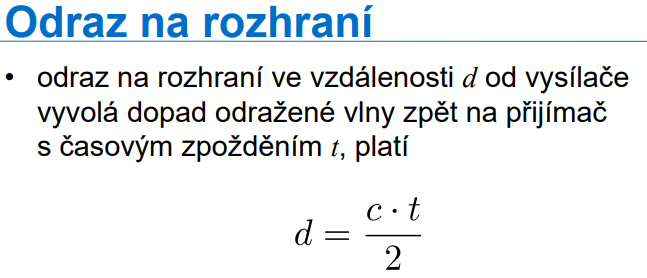 Odraz na rozhraní
• odraz na rozhraní ve vzdálenosti d od vysílače
vyvolá dopad odražené vlny zpět na přijímač
s časovým zpožděním t, platí
d = c · t / 2